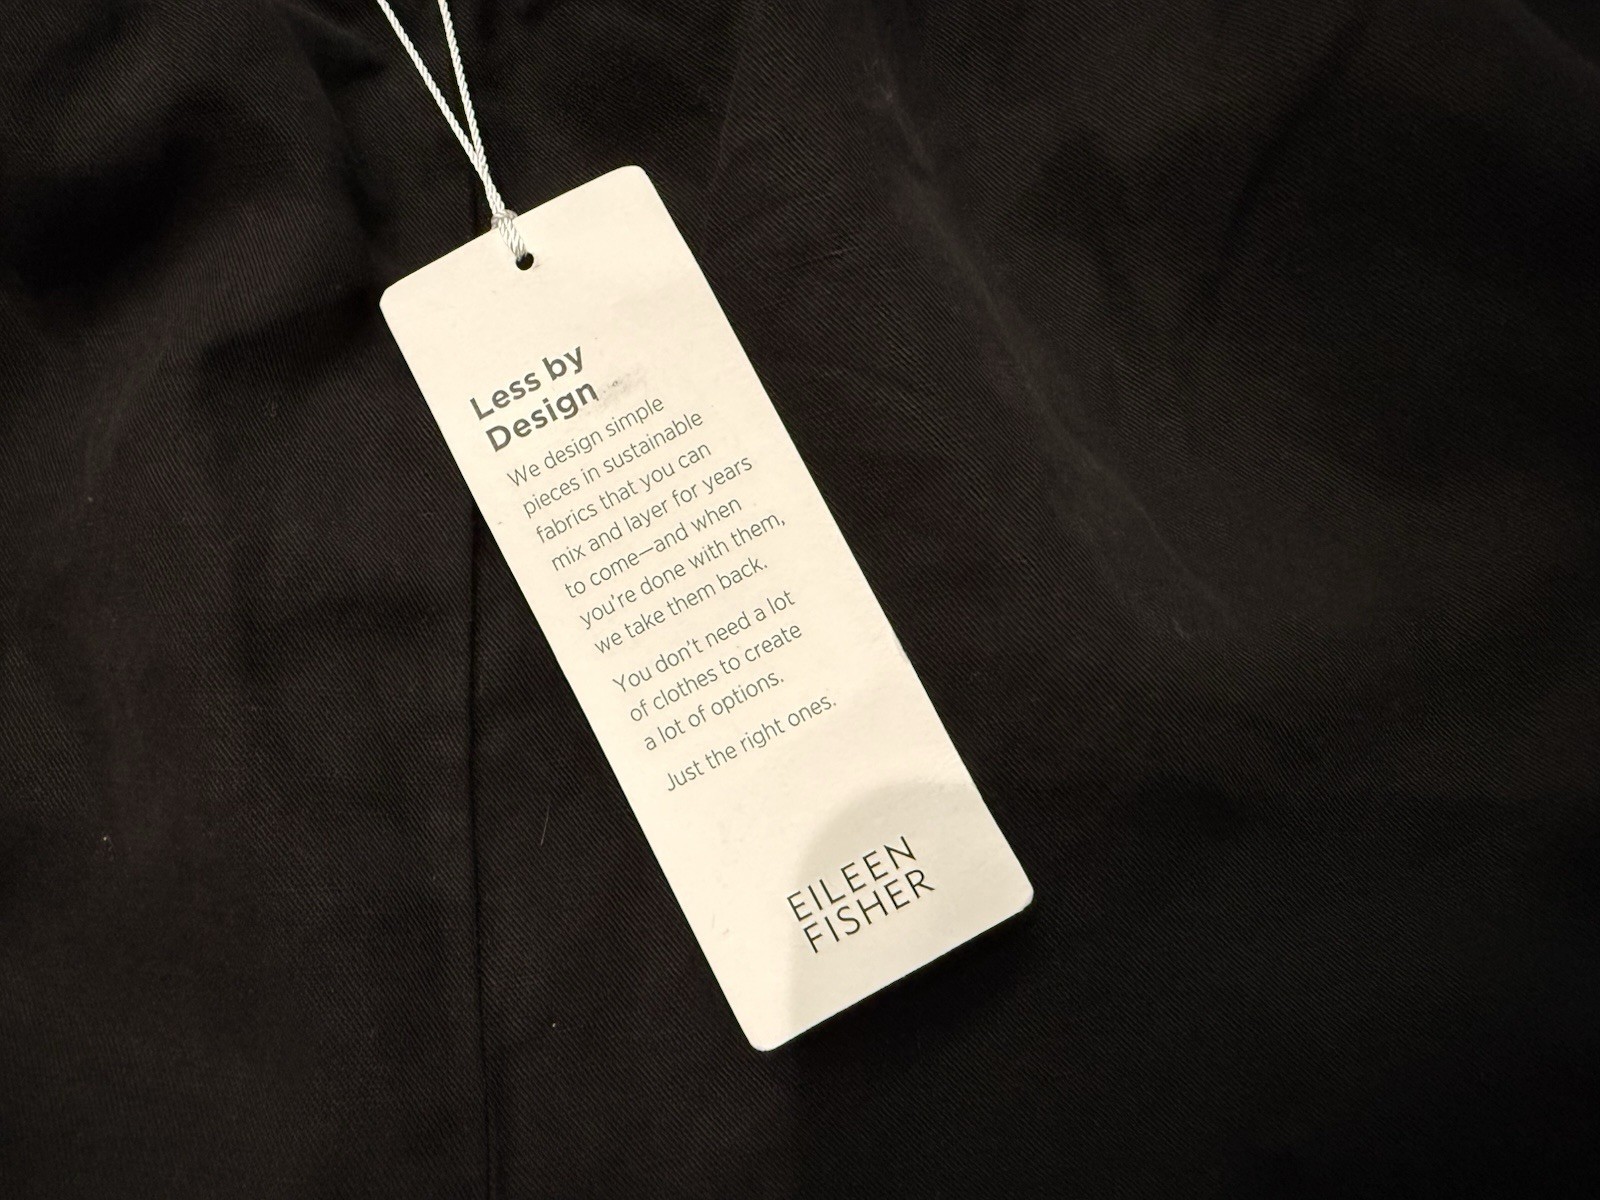 Less by
Design
We design simple
pieces in sustainable
fabrics that you can
mix and layer for years
to come—and when
you're done with them,
we take them back.
You don't need a lot
of clothes to create
a lot of options.
Just the right ones.
EILEEN
FISHER